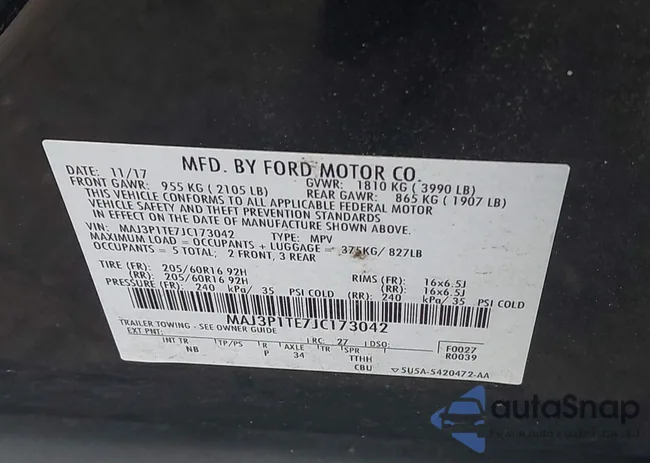 MFD. BY FORD MOTOR CO.
DATE: 11/17 GVWR: 1810 KG ( 3990 LB)
FRONT GAWR: 955 KG ( 2105 LB) REAR GAWR: 865 KG ( 1907 LB)
THIS VEHICLE CONFORMS TO ALL APPLICABLE FEDERAL MOTOR
VEHICLE SAFETY AND THEFT PREVENTION STANDARDS
IN EFFECT ON THE DATE OF MANUFACTURE SHOWN ABOVE.
VIN: MAJ3P1TE7JC173042 TYPE: MPV
MAXIMUM LOAD = OCCUPANTS + LUGGAGE = 375KG/ 827LB
OCCUPANTS = 5 TOTAL; 2 FRONT, 3 REAR
TIRE (FR): 205/60R16 92H RIMS (FR): 16x6.5J
(RR): 205/60R16 92H (RR): 16x6.5J
PRESSURE (FR): 240 kPa/ 35 PSI COLD (RR): 240 kPa/ 35 PSI COLD
MAJ3P1TE7JC173042
TRAILER TOWING - SEE OWNER GUIDE
EXT PNT: RC: 27 DSO: F0027
INT TR TP/PS R AXLE TR SPR R0039
NB P 34 TTHH
CBU 5U5A-5420472-AA
autaSnap